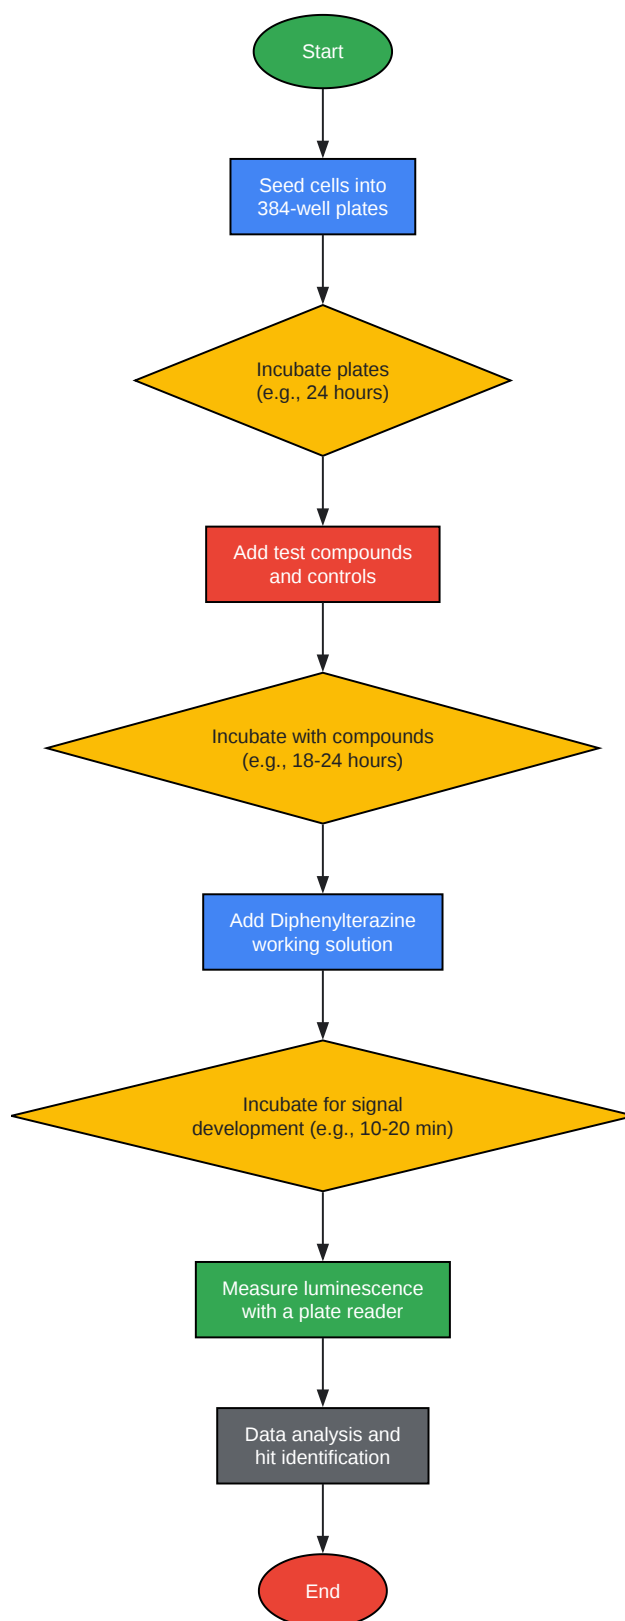 Start
Seed cells into
384-well plates
Incubate plates
(e.g., 24 hours)
Add test compounds
and controls
Incubate with compounds
(e.g., 18-24 hours)
Add Diphenylterazine
working solution
Incubate for signal
development (e.g., 10-20 min)
Measure luminescence
with a plate reader
Data analysis and
hit identification
End